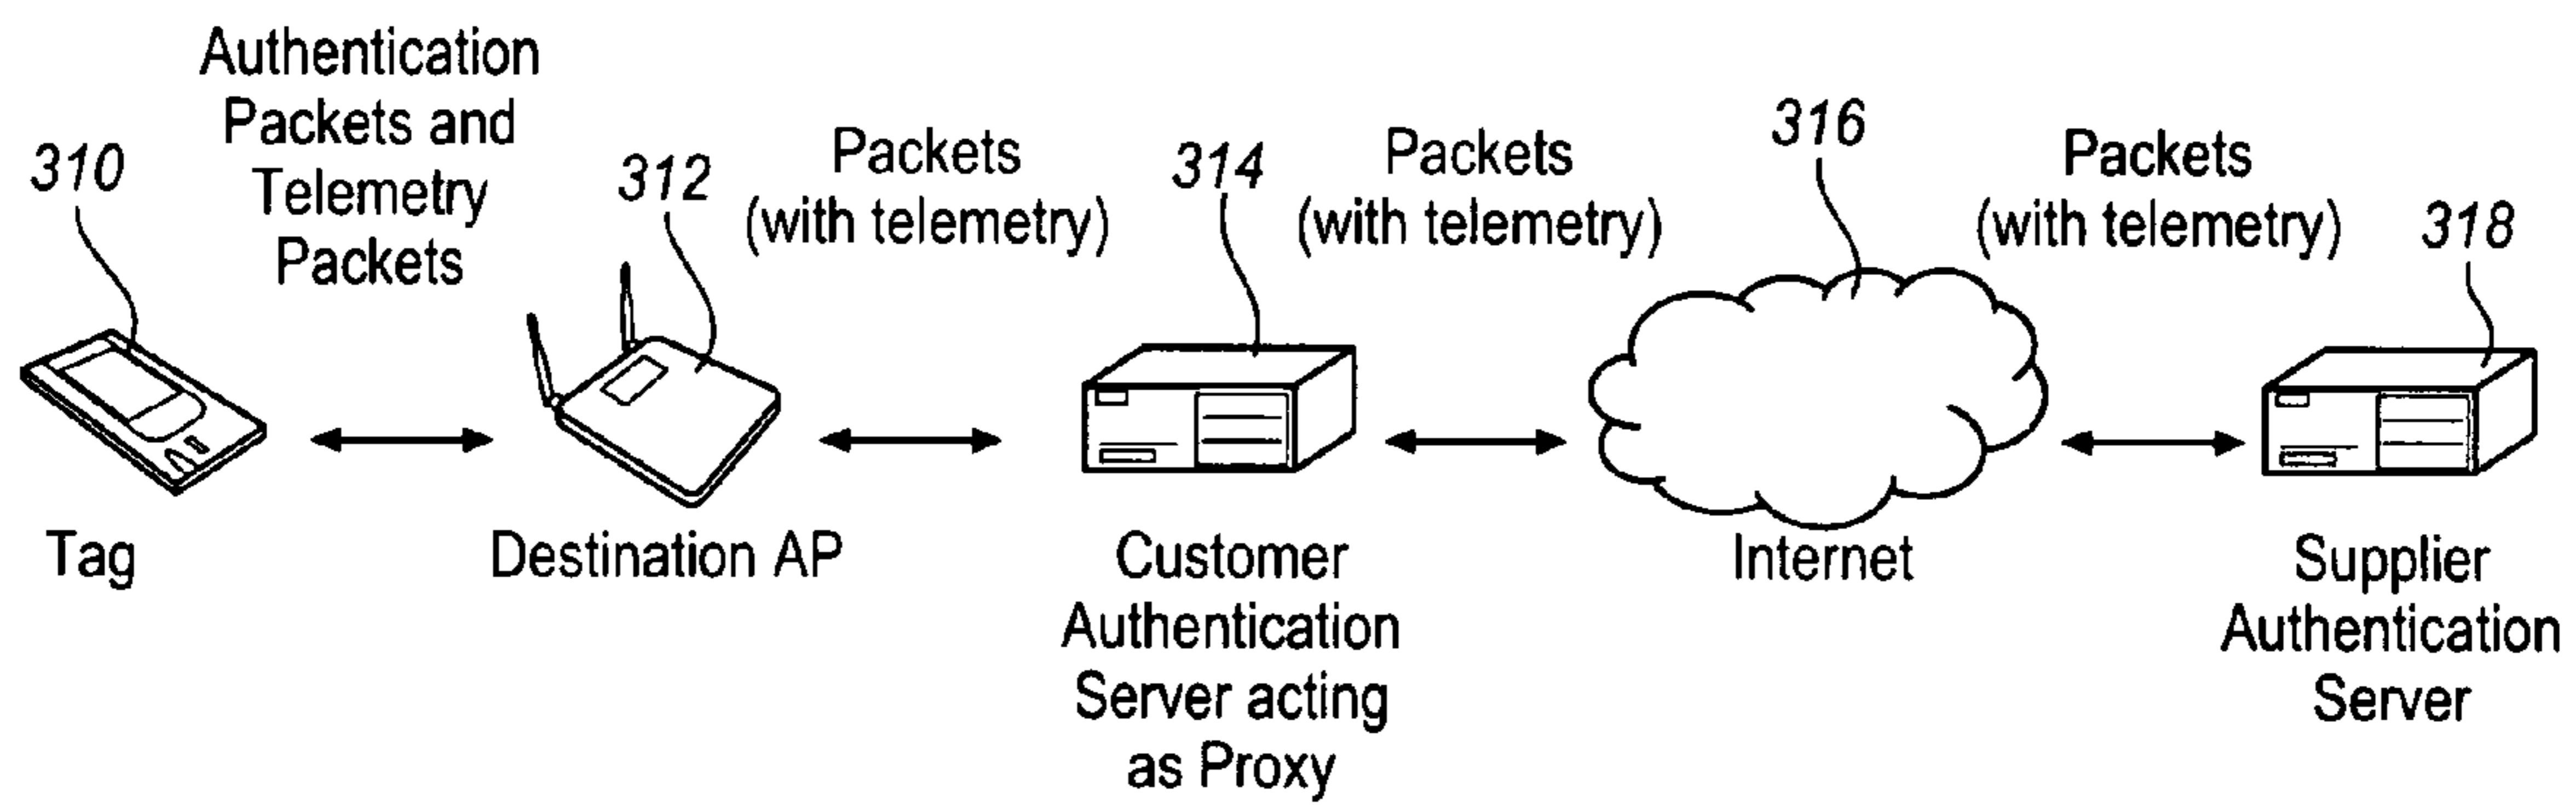 Authentication
Packets and
Telemetry
Packets
310
312
Packets
(with telemetry)
314
Packets
(with telemetry)
316
Packets
(with telemetry)
318
Tag
Destination AP
Customer
Authentication
Server acting
as Proxy
Internet
Supplier
Authentication
Server